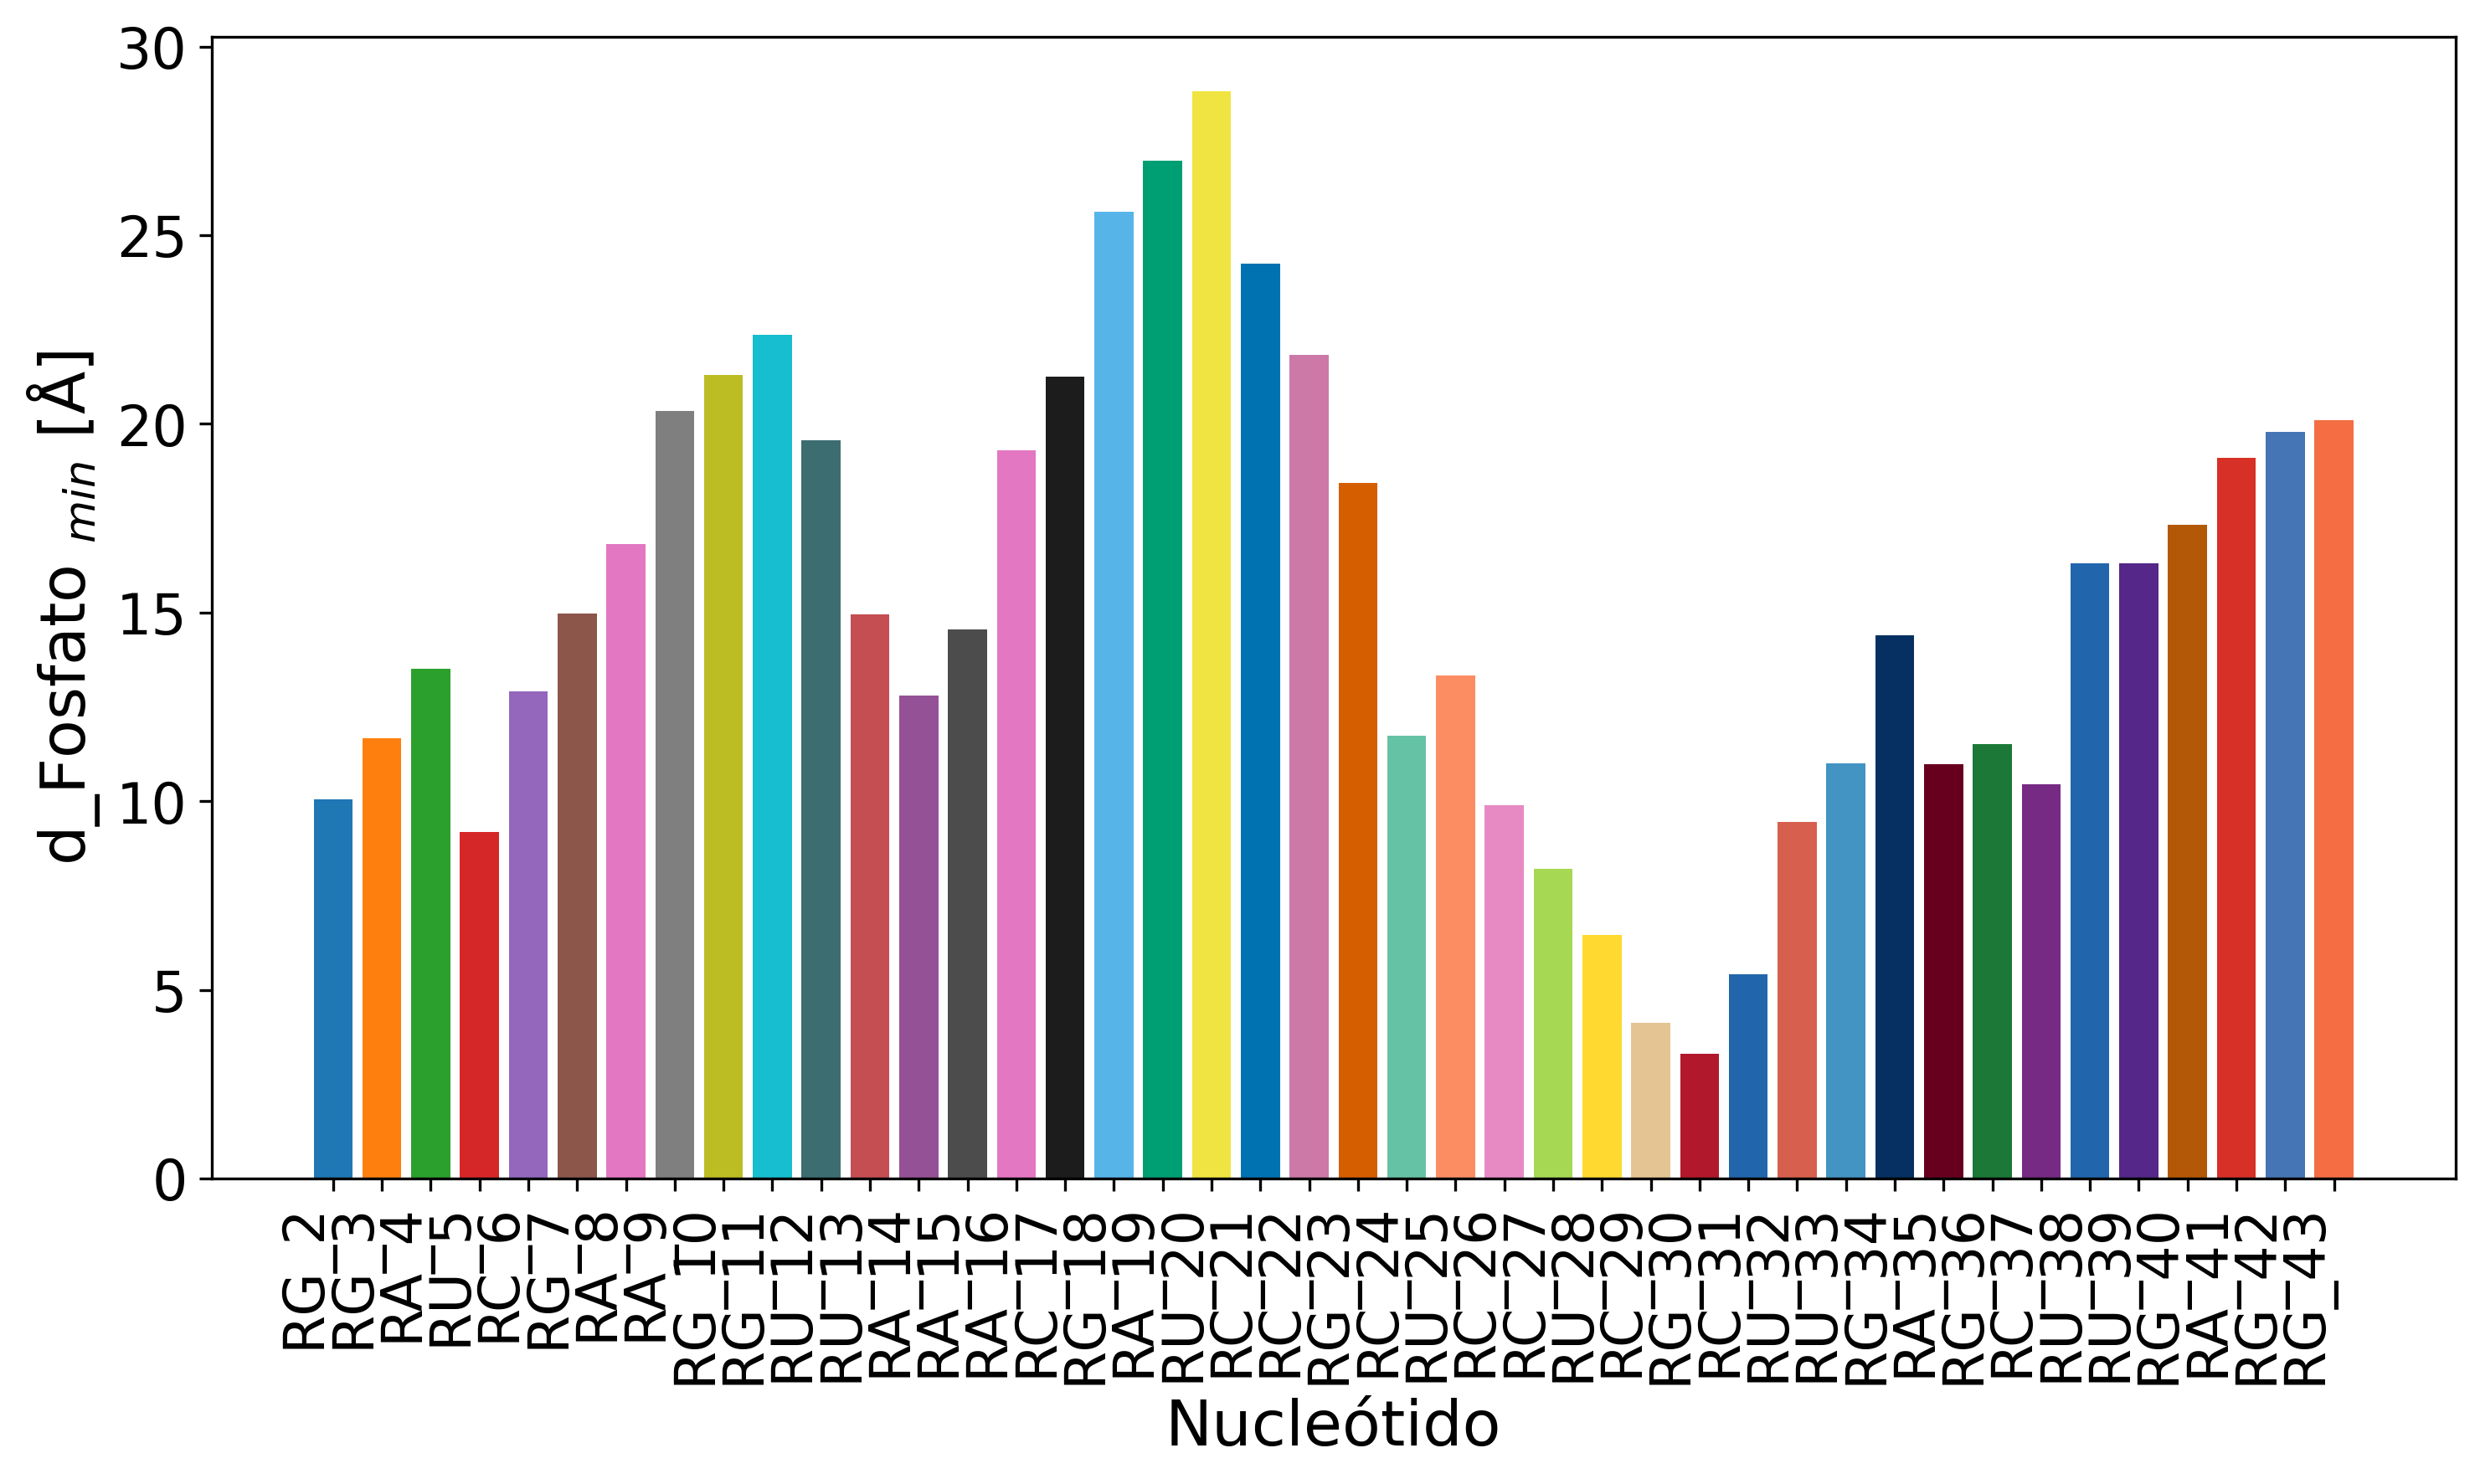 d_Fosfato min [Å]
30
25
20
15
10
5
0
RG_2
RG_3
RA_4
RU_5
RC_6
RG_7
RA_8
RA_9
RG_10
RG_11
RU_12
RU_13
RA_14
RA_15
RA_16
RC_17
RG_18
RA_19
RU_20
RC_21
RC_22
RG_23
RC_24
RU_25
RC_26
RC_27
RU_28
RC_29
RG_30
RC_31
RU_32
RU_33
RG_34
RA_35
RG_36
RC_37
RU_38
RU_39
RG_40
RA_41
RG_42
RG_43
Nucleótido